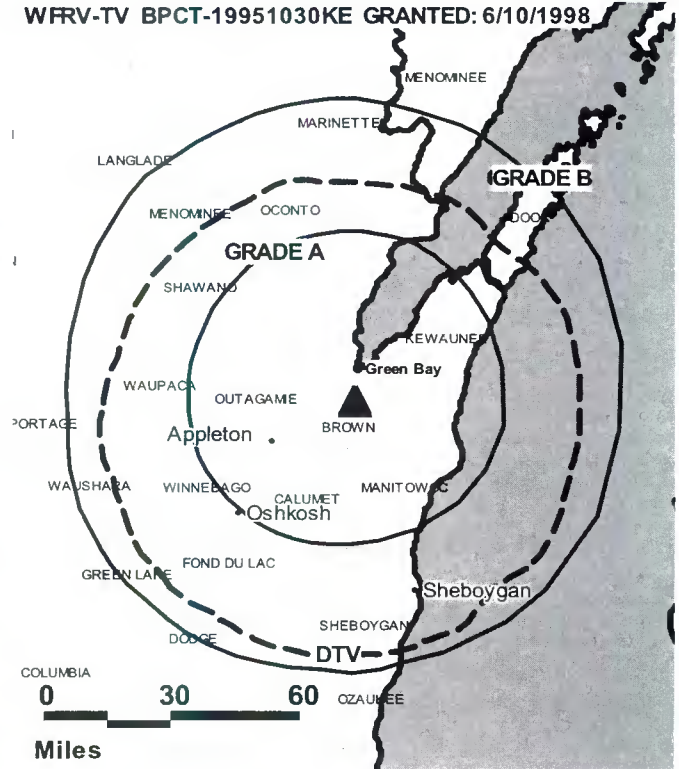 WFRV-TV BPCT-19951030KE GRANTED: 6/10/1998
MENOMINEE
MARINETTE
LANGLADE
GRADE B
MENOMINEE
OCONTO
DOO
GRADE A
SHAWANO
KEWAUNEE
Green Bay
WAUPACA
OUTAGAMIE
PORTAGE
BROWN
Appleton
WAUSHARA
WINNEBAGO
CALUMET
MANITOWOC
Oshkosh
FOND DU LAC
GREEN LAKE
Sheboygan
SHEBOYGAN
DODGE
DTV
COLUMBIA
0 30 60
OZAUKEE
Miles